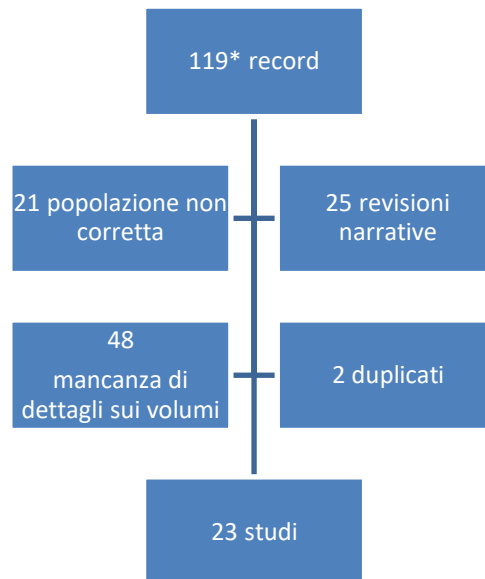 119* record
21 popolazione non
corretta
25 revisioni
narrative
48
mancanza di
dettagli sui volumi
2 duplicati
23 studi